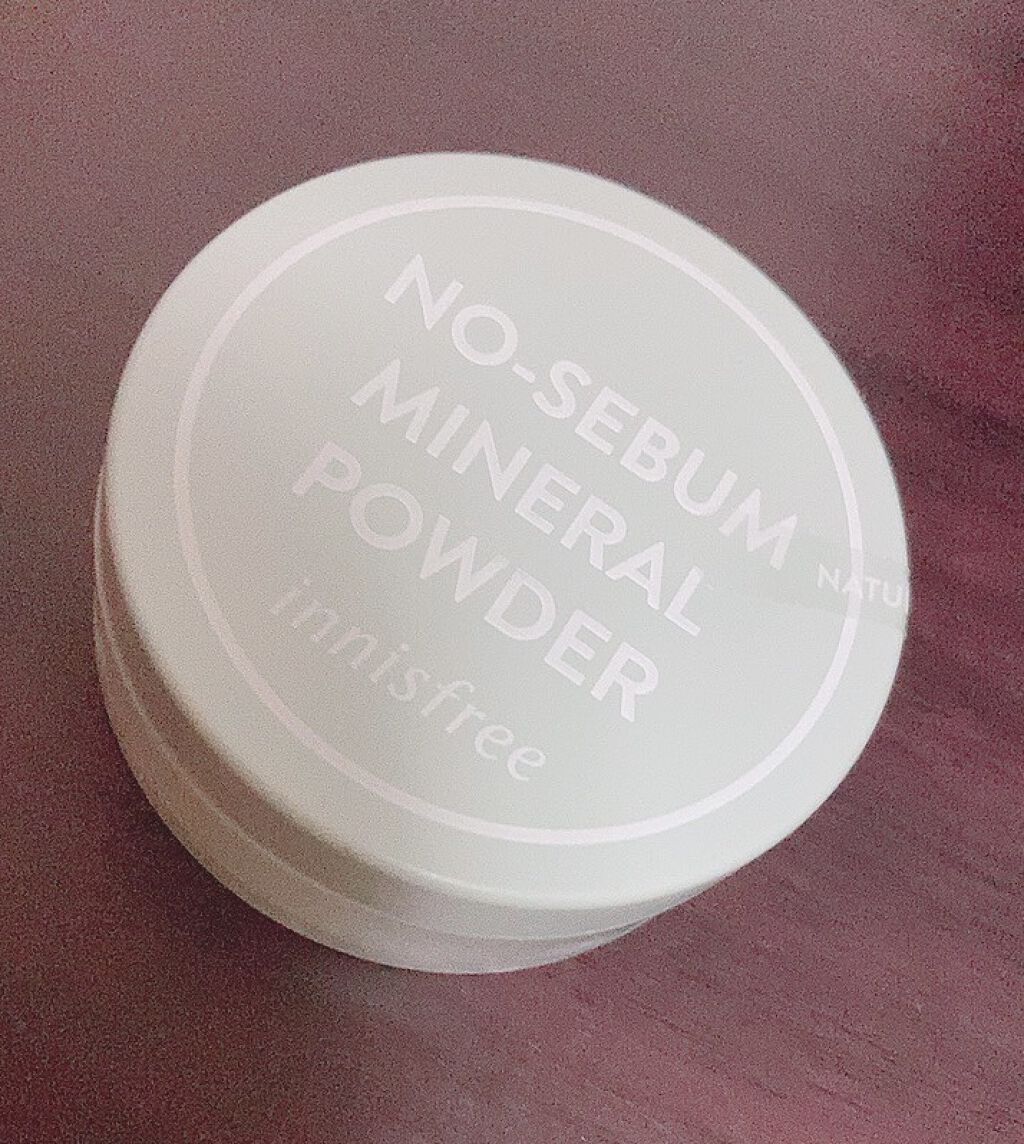 NO-SEBUM
MINERAL
POWDER
innisfree